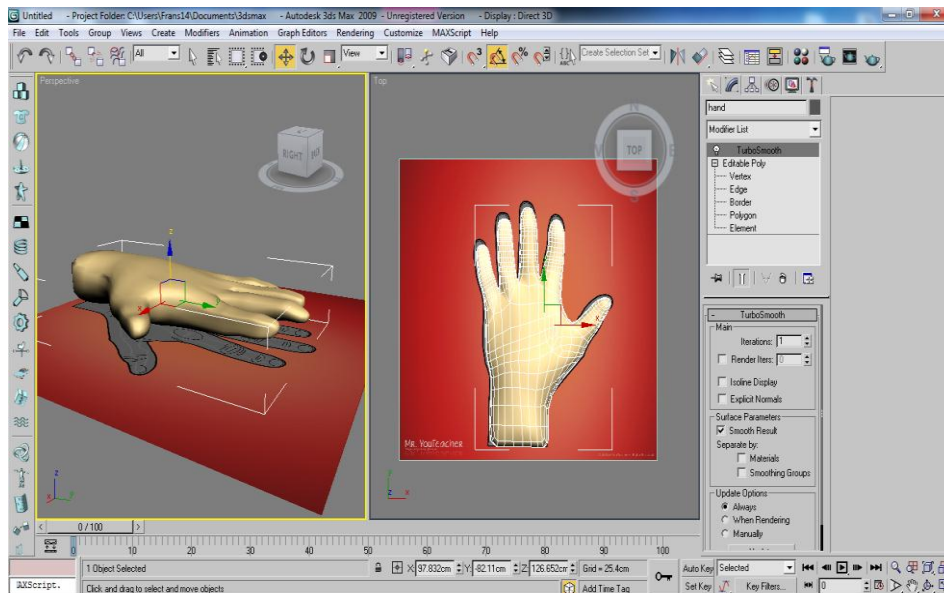 Untitled - Project Folder: C:\Users\Frans14\Documents\3dsmax - Autodesk 3ds Max 2009 - Unregistered Version - Display : Direct 3D
File Edit Tools Group Views Create Modifiers Animation Graph Editors Rendering Customize MAXScript Help
All View Create Selection Set
Perspective
Top
RIGHT
TOP
N
S
E
hand
Modifier List
TurboSmooth
Editable Poly
Vertex
Edge
Border
Polygon
Element
- TurboSmooth
Main
Iterations: 1
Render Iters: 0
Isoline Display
Explicit Normals
Surface Parameters
Smooth Result
Separate by:
Materials
Smoothing Groups
Update Options
Always
When Rendering
Manually
z
x
y
x
Mr. YouTeacher
z
y
x
y
z x
< 0 / 100 >
0 10 20 30 40 50 60 70 80 90 100
1 Object Selected X: 97.832cm Y: -82.11cm Z: 126.652cm Grid = 25.4cm Auto Key Selected
MAXScript. Click and drag to select and move objects Add Time Tag Set Key Key Filters... 0